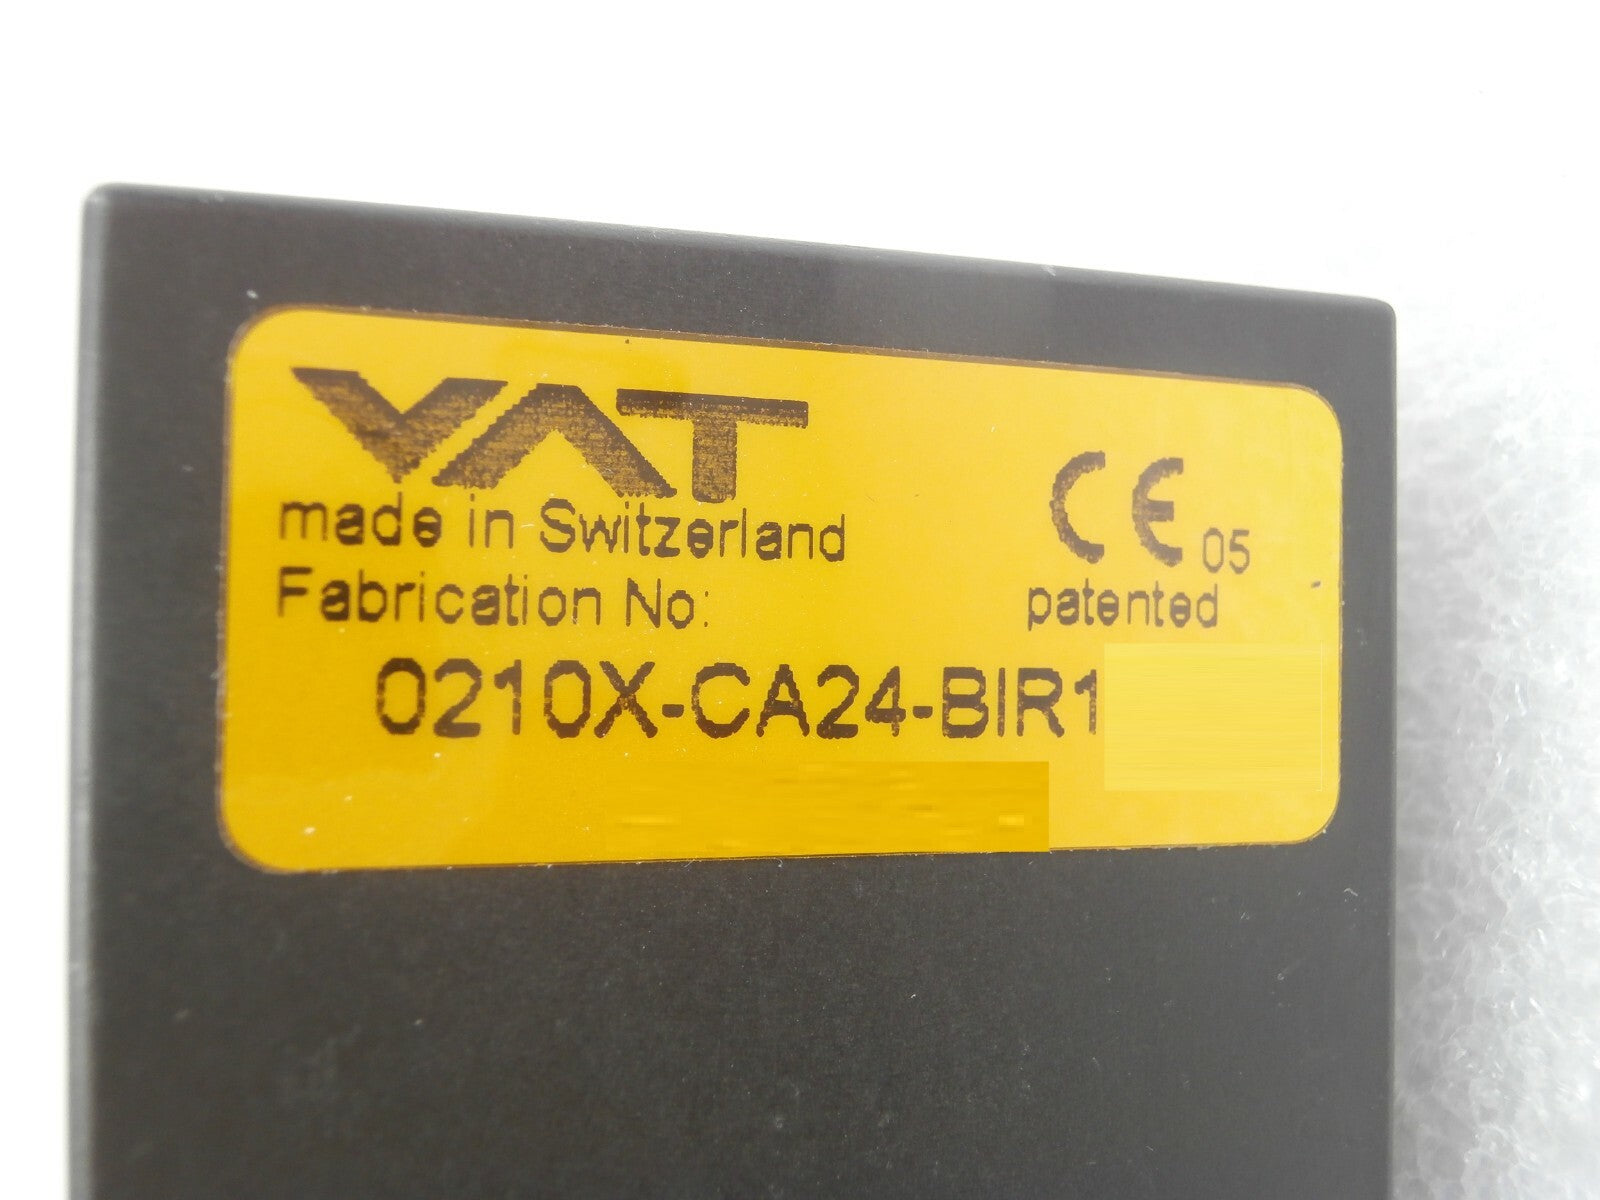 VAT
made in Switzerland
CE 05
Fabrication No:
patented
0210X-CA24-BIR1